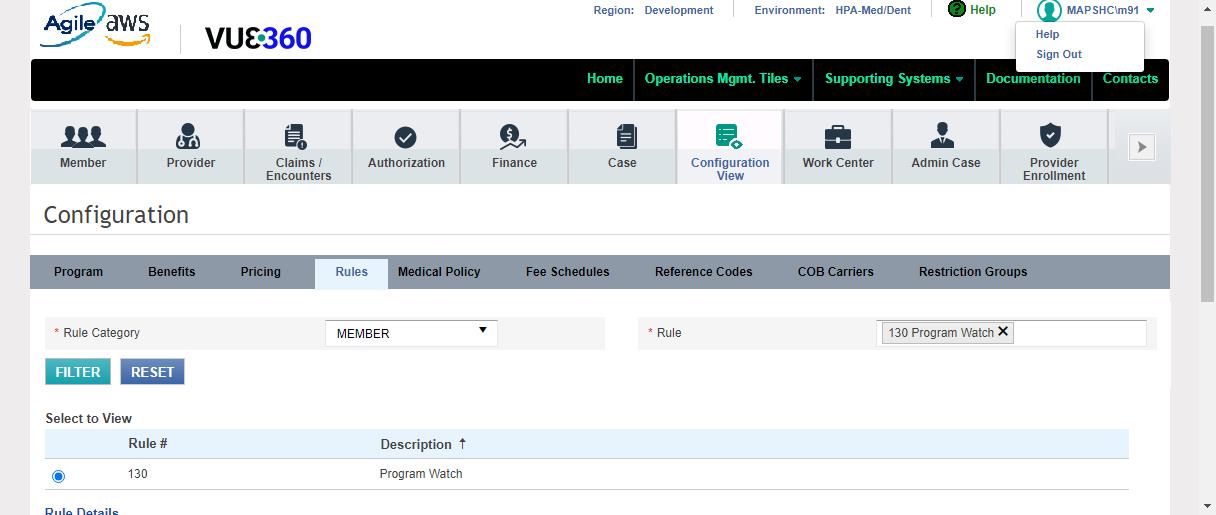 Agile aws
VUE360
Region: Development
Environment: HPA-Med/Dent
? Help
MAPSHC\m91
Help
Sign Out
Home
Operations Mgmt. Tiles
Supporting Systems
Documentation
Contacts
Member
Provider
Claims /
Encounters
Authorization
Finance
Case
Configuration
View
Work Center
Admin Case
Provider
Enrollment
Configuration
Program
Benefits
Pricing
Rules
Medical Policy
Fee Schedules
Reference Codes
COB Carriers
Restriction Groups
* Rule Category
MEMBER
* Rule
130 Program Watch
FILTER
RESET
Select to View
Rule #
Description ↑
130
Program Watch
Rule Details